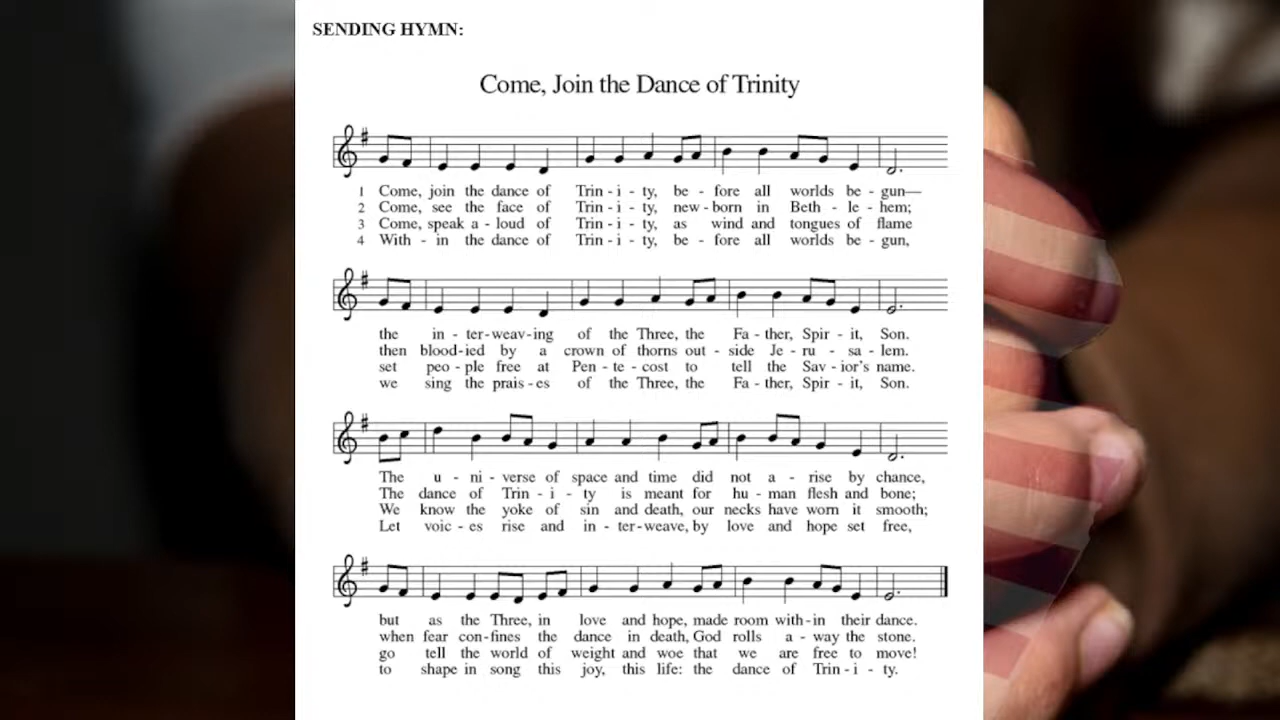 SENDING HYMN:
Come, Join the Dance of Trinity
1 Come, join the dance of Trin - i - ty, be - fore all worlds be - gun—
2 Come, see the face of Trin - i - ty, new - born in Beth - le - hem;
3 Come, speak a - loud of Trin - i - ty, as wind and tongues of flame
4 With - in the dance of Trin - i - ty, be - fore all worlds be - gun,
the in - ter - weav - ing of the Three, the Fa - ther, Spir - it, Son.
then blood - ied by a crown of thorns out - side Je - ru - sa - lem.
set peo - ple free at Pen - te - cost to tell the Sav - ior's name.
we sing the prais - es of the Three, the Fa - ther, Spir - it, Son.
The u - ni - verse of space and time did not a - rise by chance,
The dance of Trin - i - ty is meant for hu - man flesh and bone;
We know the yoke of sin and death, our necks have worn it smooth;
Let voic - es rise and in - ter - weave, by love and hope set free,
but as the Three, in love and hope, made room with - in their dance.
when fear con - fines the dance in death, God rolls a - way the stone.
go tell the world of weight and woe that we are free to move!
to shape in song this joy, this life: the dance of Trin - i - ty.